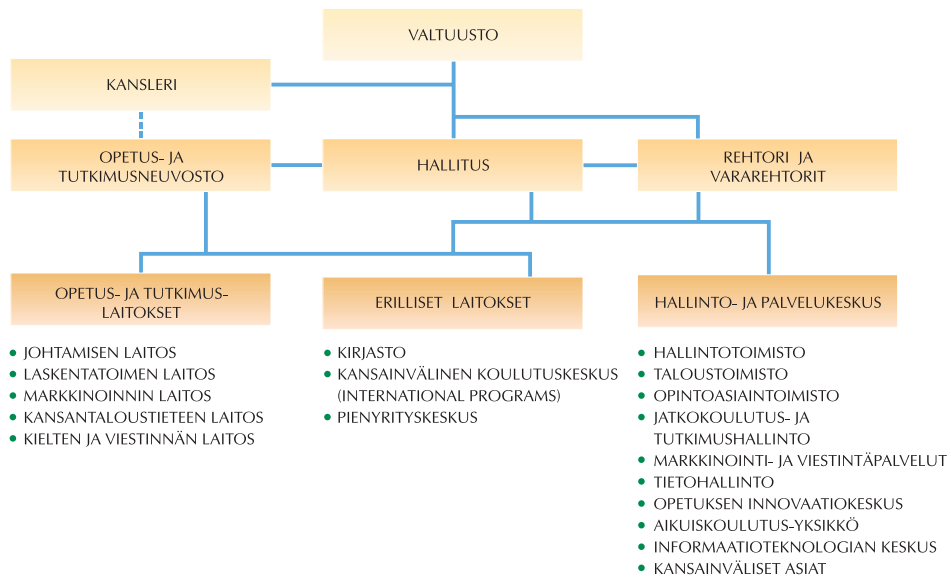 VALTUUSTO
KANSLERI
OPETUS- JA
TUTKIMUSNEUVOSTO
HALLITUS
REHTORI JA
VARAREHTORIT
OPETUS- JA TUTKIMUS-
LAITOKSET
• JOHTAMISEN LAITOS
• LASKENTATOIMEN LAITOS
• MARKKINOINNIN LAITOS
• KANSANTALOUSTIETEEN LAITOS
• KIELTEN JA VIESTINNÄN LAITOS
ERILLISET LAITOKSET
• KIRJASTO
• KANSAINVÄLINEN KOULUTUSKESKUS
(INTERNATIONAL PROGRAMS)
• PIENYRITYSKESKUS
HALLINTO- JA PALVELUKESKUS
• HALLINTOTOIMISTO
• TALOUSTOIMISTO
• OPINTOASIAINTOIMISTO
• JATKOKOULUTUS- JA
TUTKIMUSHALLINTO
• MARKKINOINTI- JA VIESTINTÄPALVELUT
• TIETOHALLINTO
• OPETUKSEN INNOVAATIOKESKUS
• AIKUISKOULUTUS-YKSIKKÖ
• INFORMAATIOTEKNOLOGIAN KESKUS
• KANSAINVÄLISET ASIAT